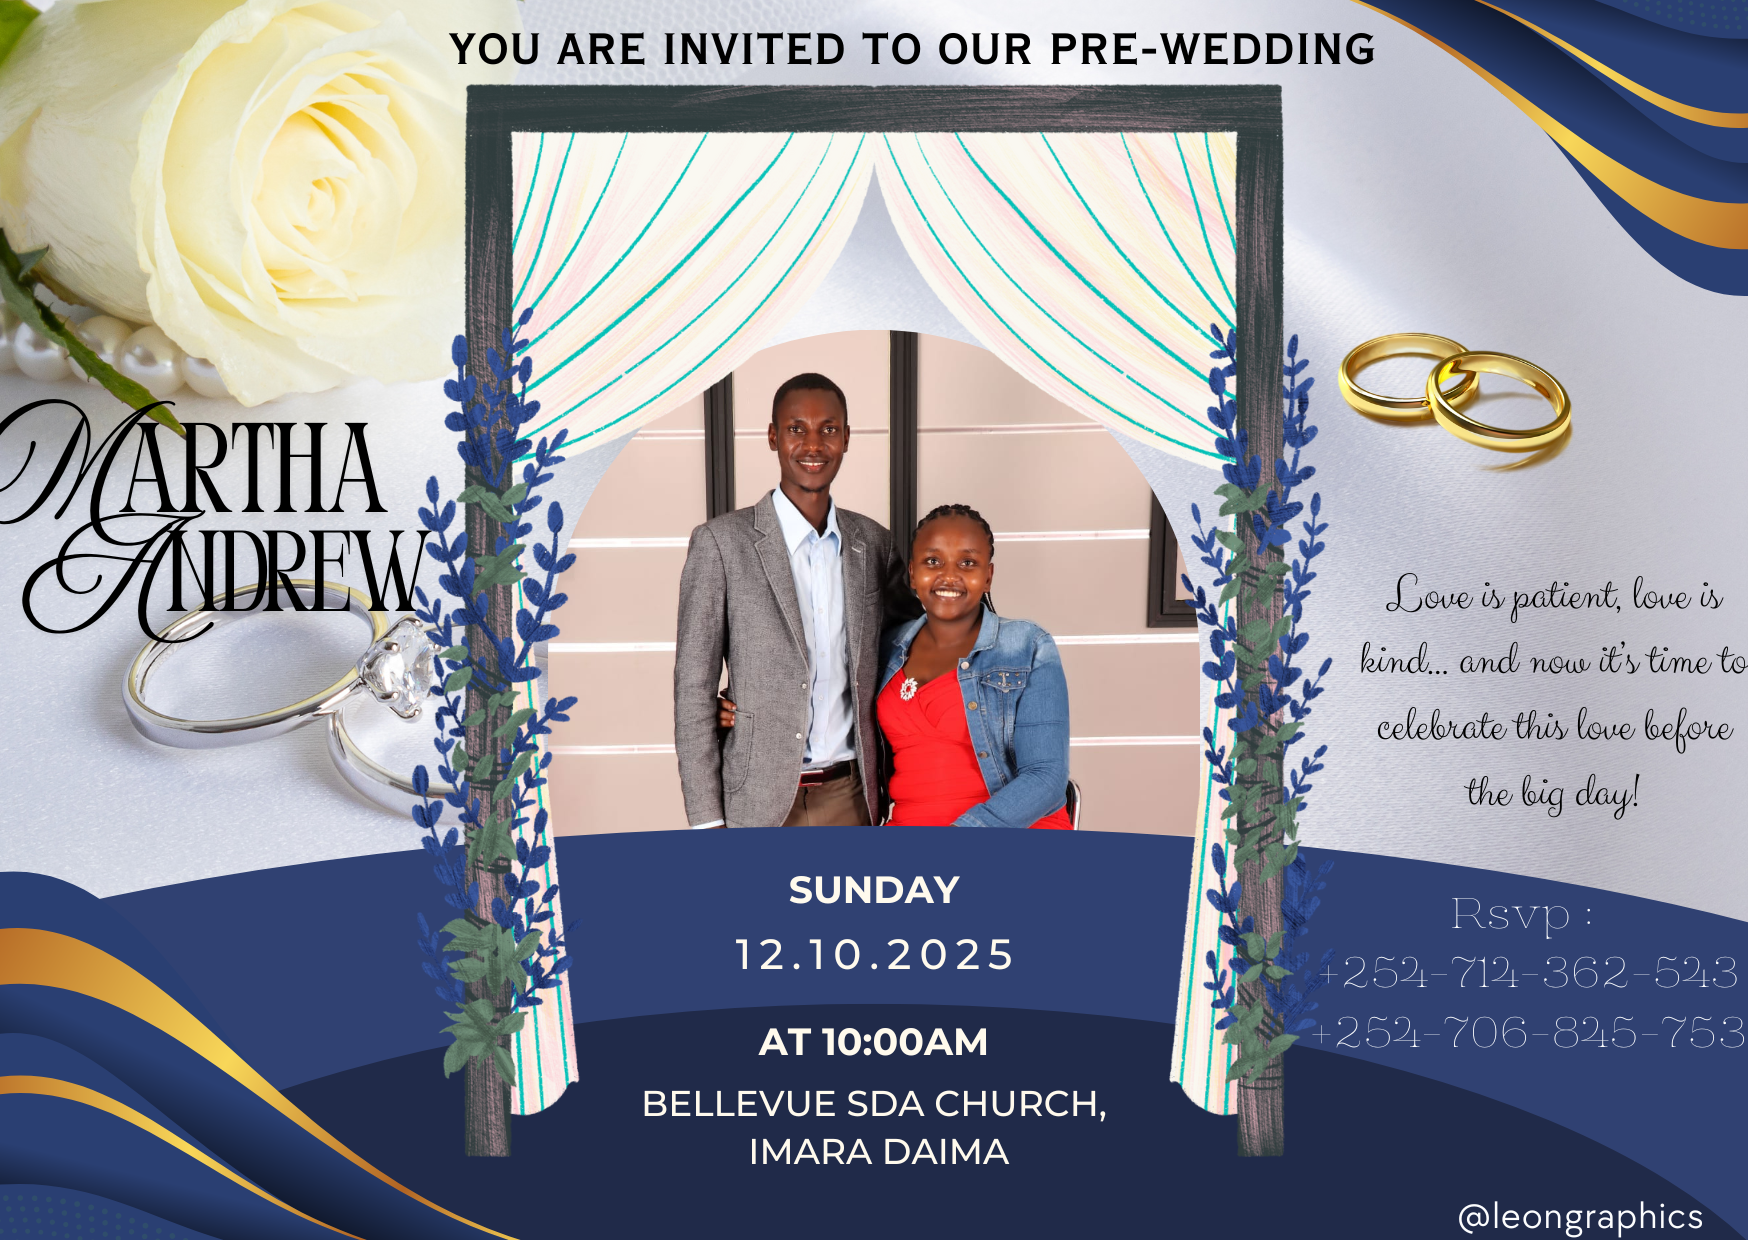 YOU ARE INVITED TO OUR PRE-WEDDING
MARTHA
ANDREW
Love is patient, love is
kind... and now it's time to
celebrate this love before
the big day!
SUNDAY
12.10.2025
AT 10:00AM
BELLEVUE SDA CHURCH,
IMARA DAIMA
Rsvp :
+254-714-362-543
+254-706-845-753
@leongraphics